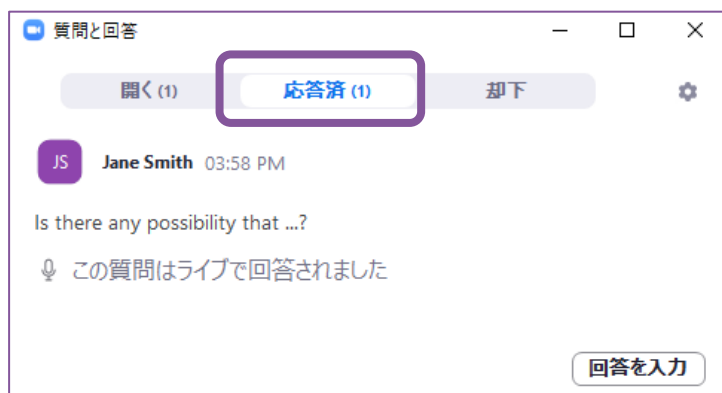 質問と回答
開く (1) 応答済 (1) 却下
JS Jane Smith 03:58 PM
Is there any possibility that ...?
この質問はライブで回答されました
回答を入力